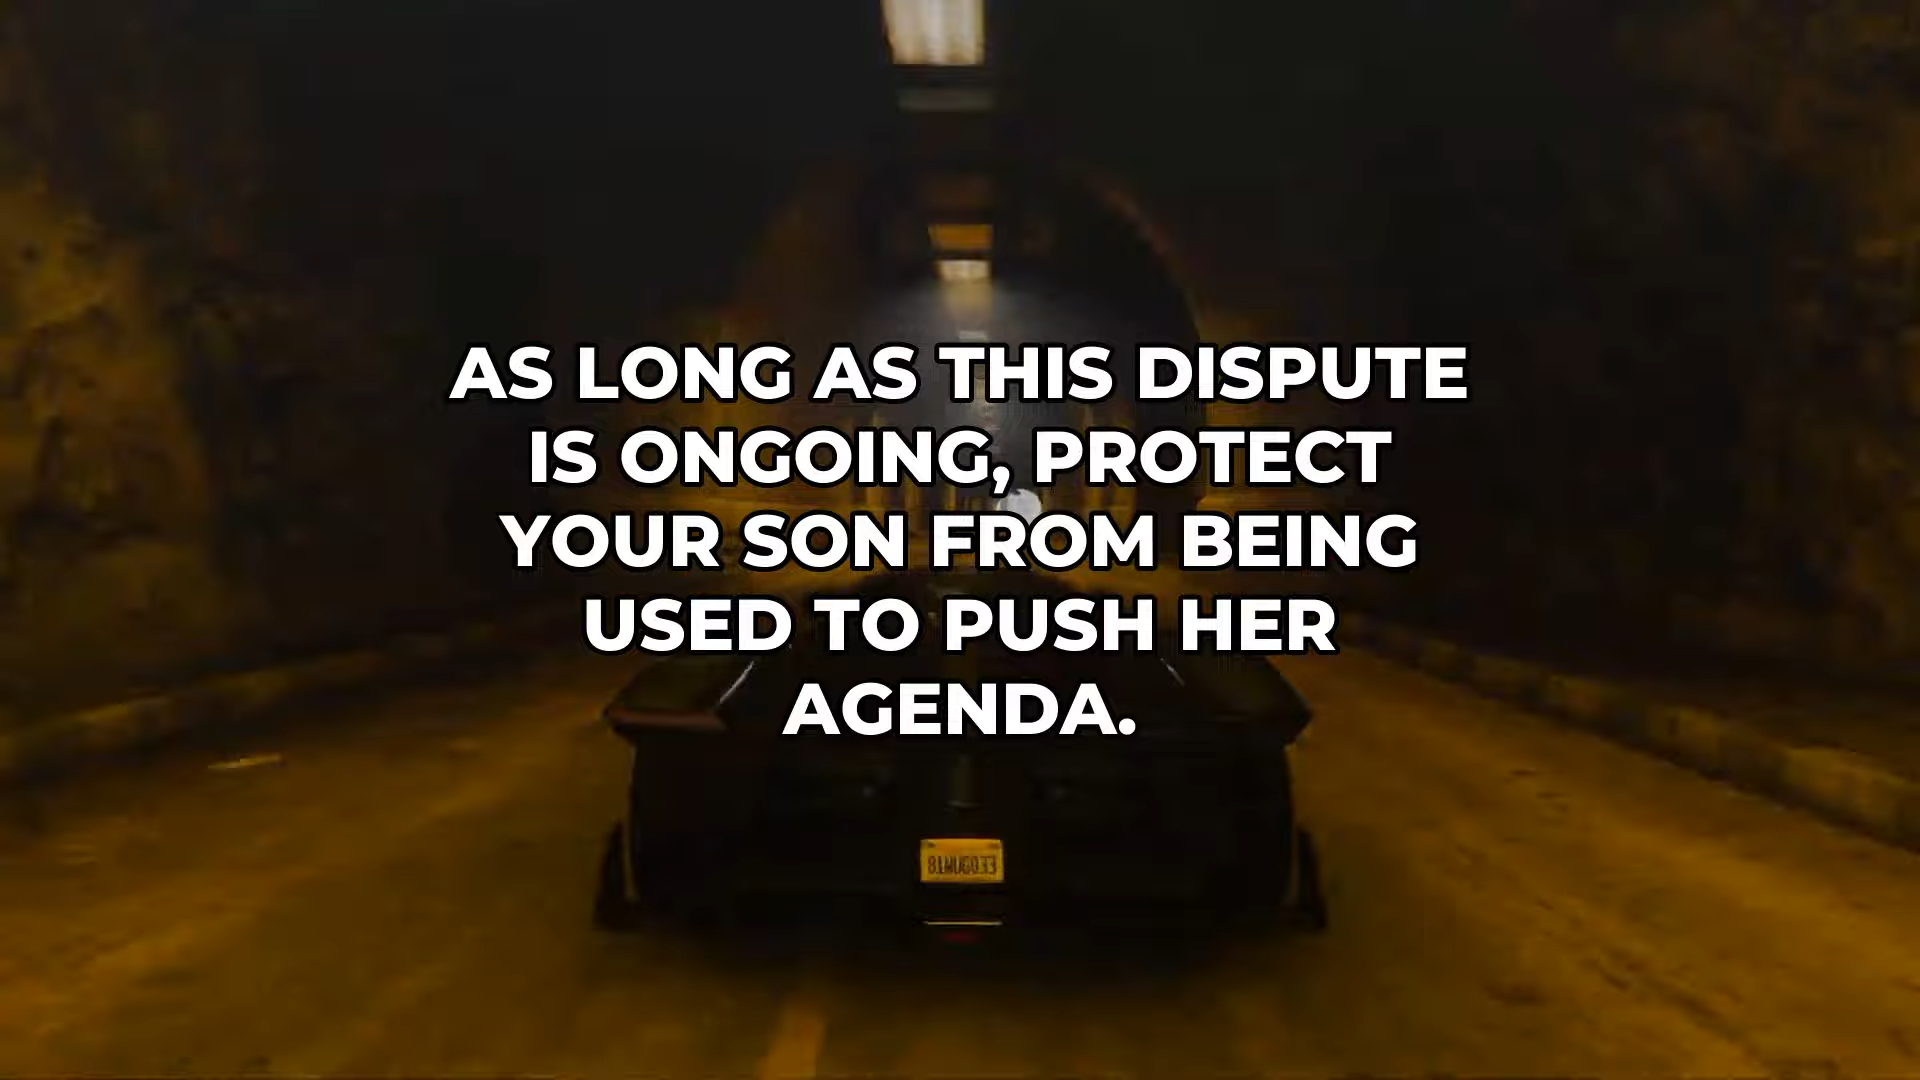 AS LONG AS THIS DISPUTE
IS ONGOING, PROTECT
YOUR SON FROM BEING
USED TO PUSH HER
AGENDA.